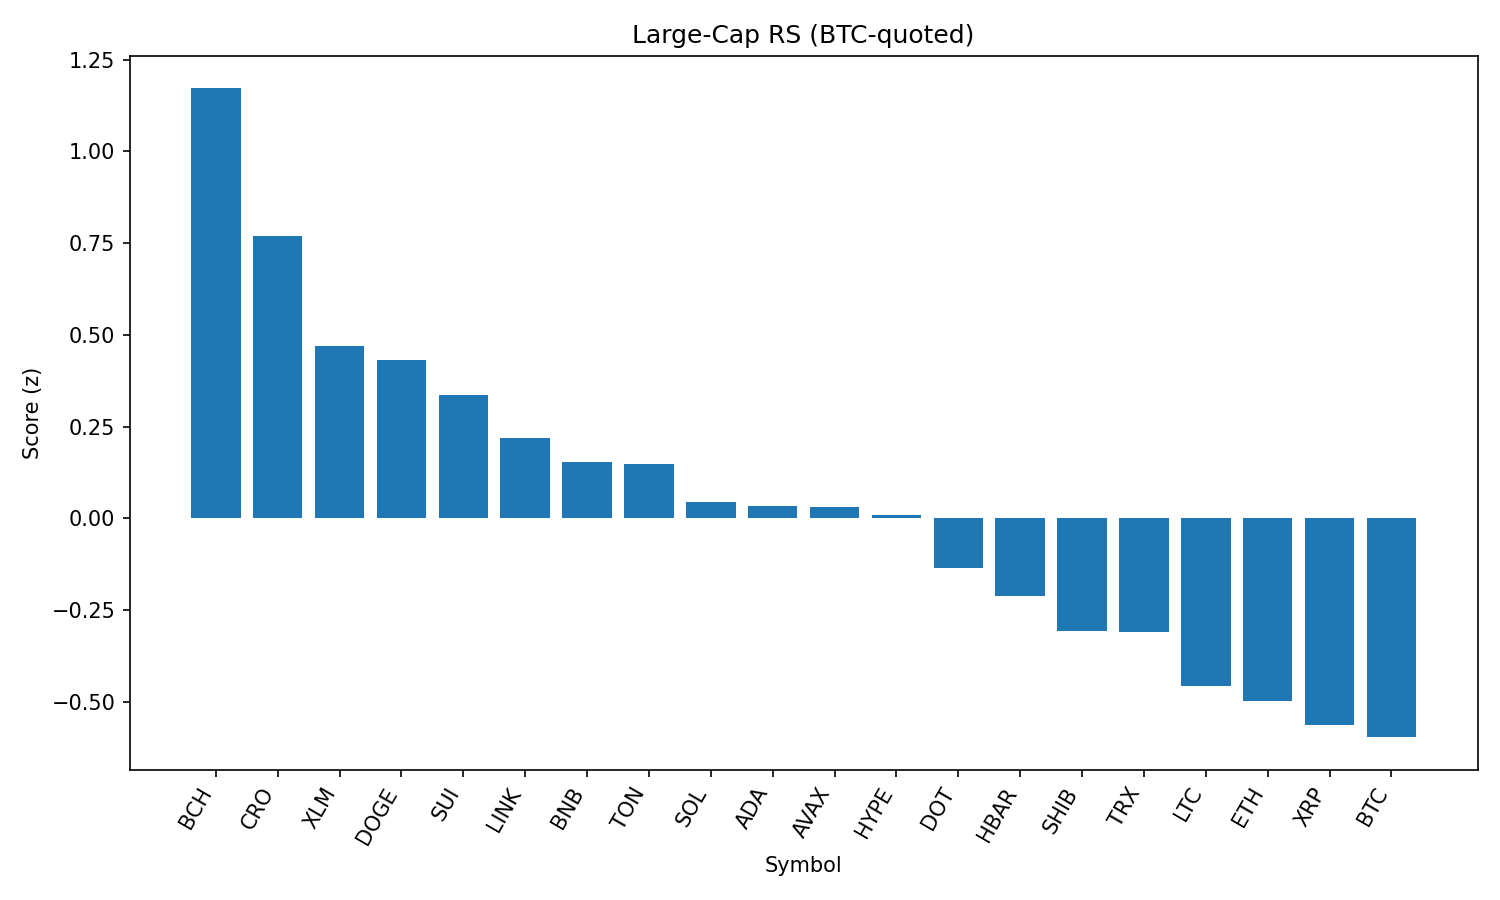 Large-Cap RS (BTC-quoted)
1.25
1.00
0.75
0.50
0.25
0.00
−0.25
−0.50
Score (z)
BCH
CRO
XLM
DOGE
SUI
LINK
BNB
TON
SOL
ADA
AVAX
HYPE
DOT
HBAR
SHIB
TRX
LTC
ETH
XRP
BTC
Symbol